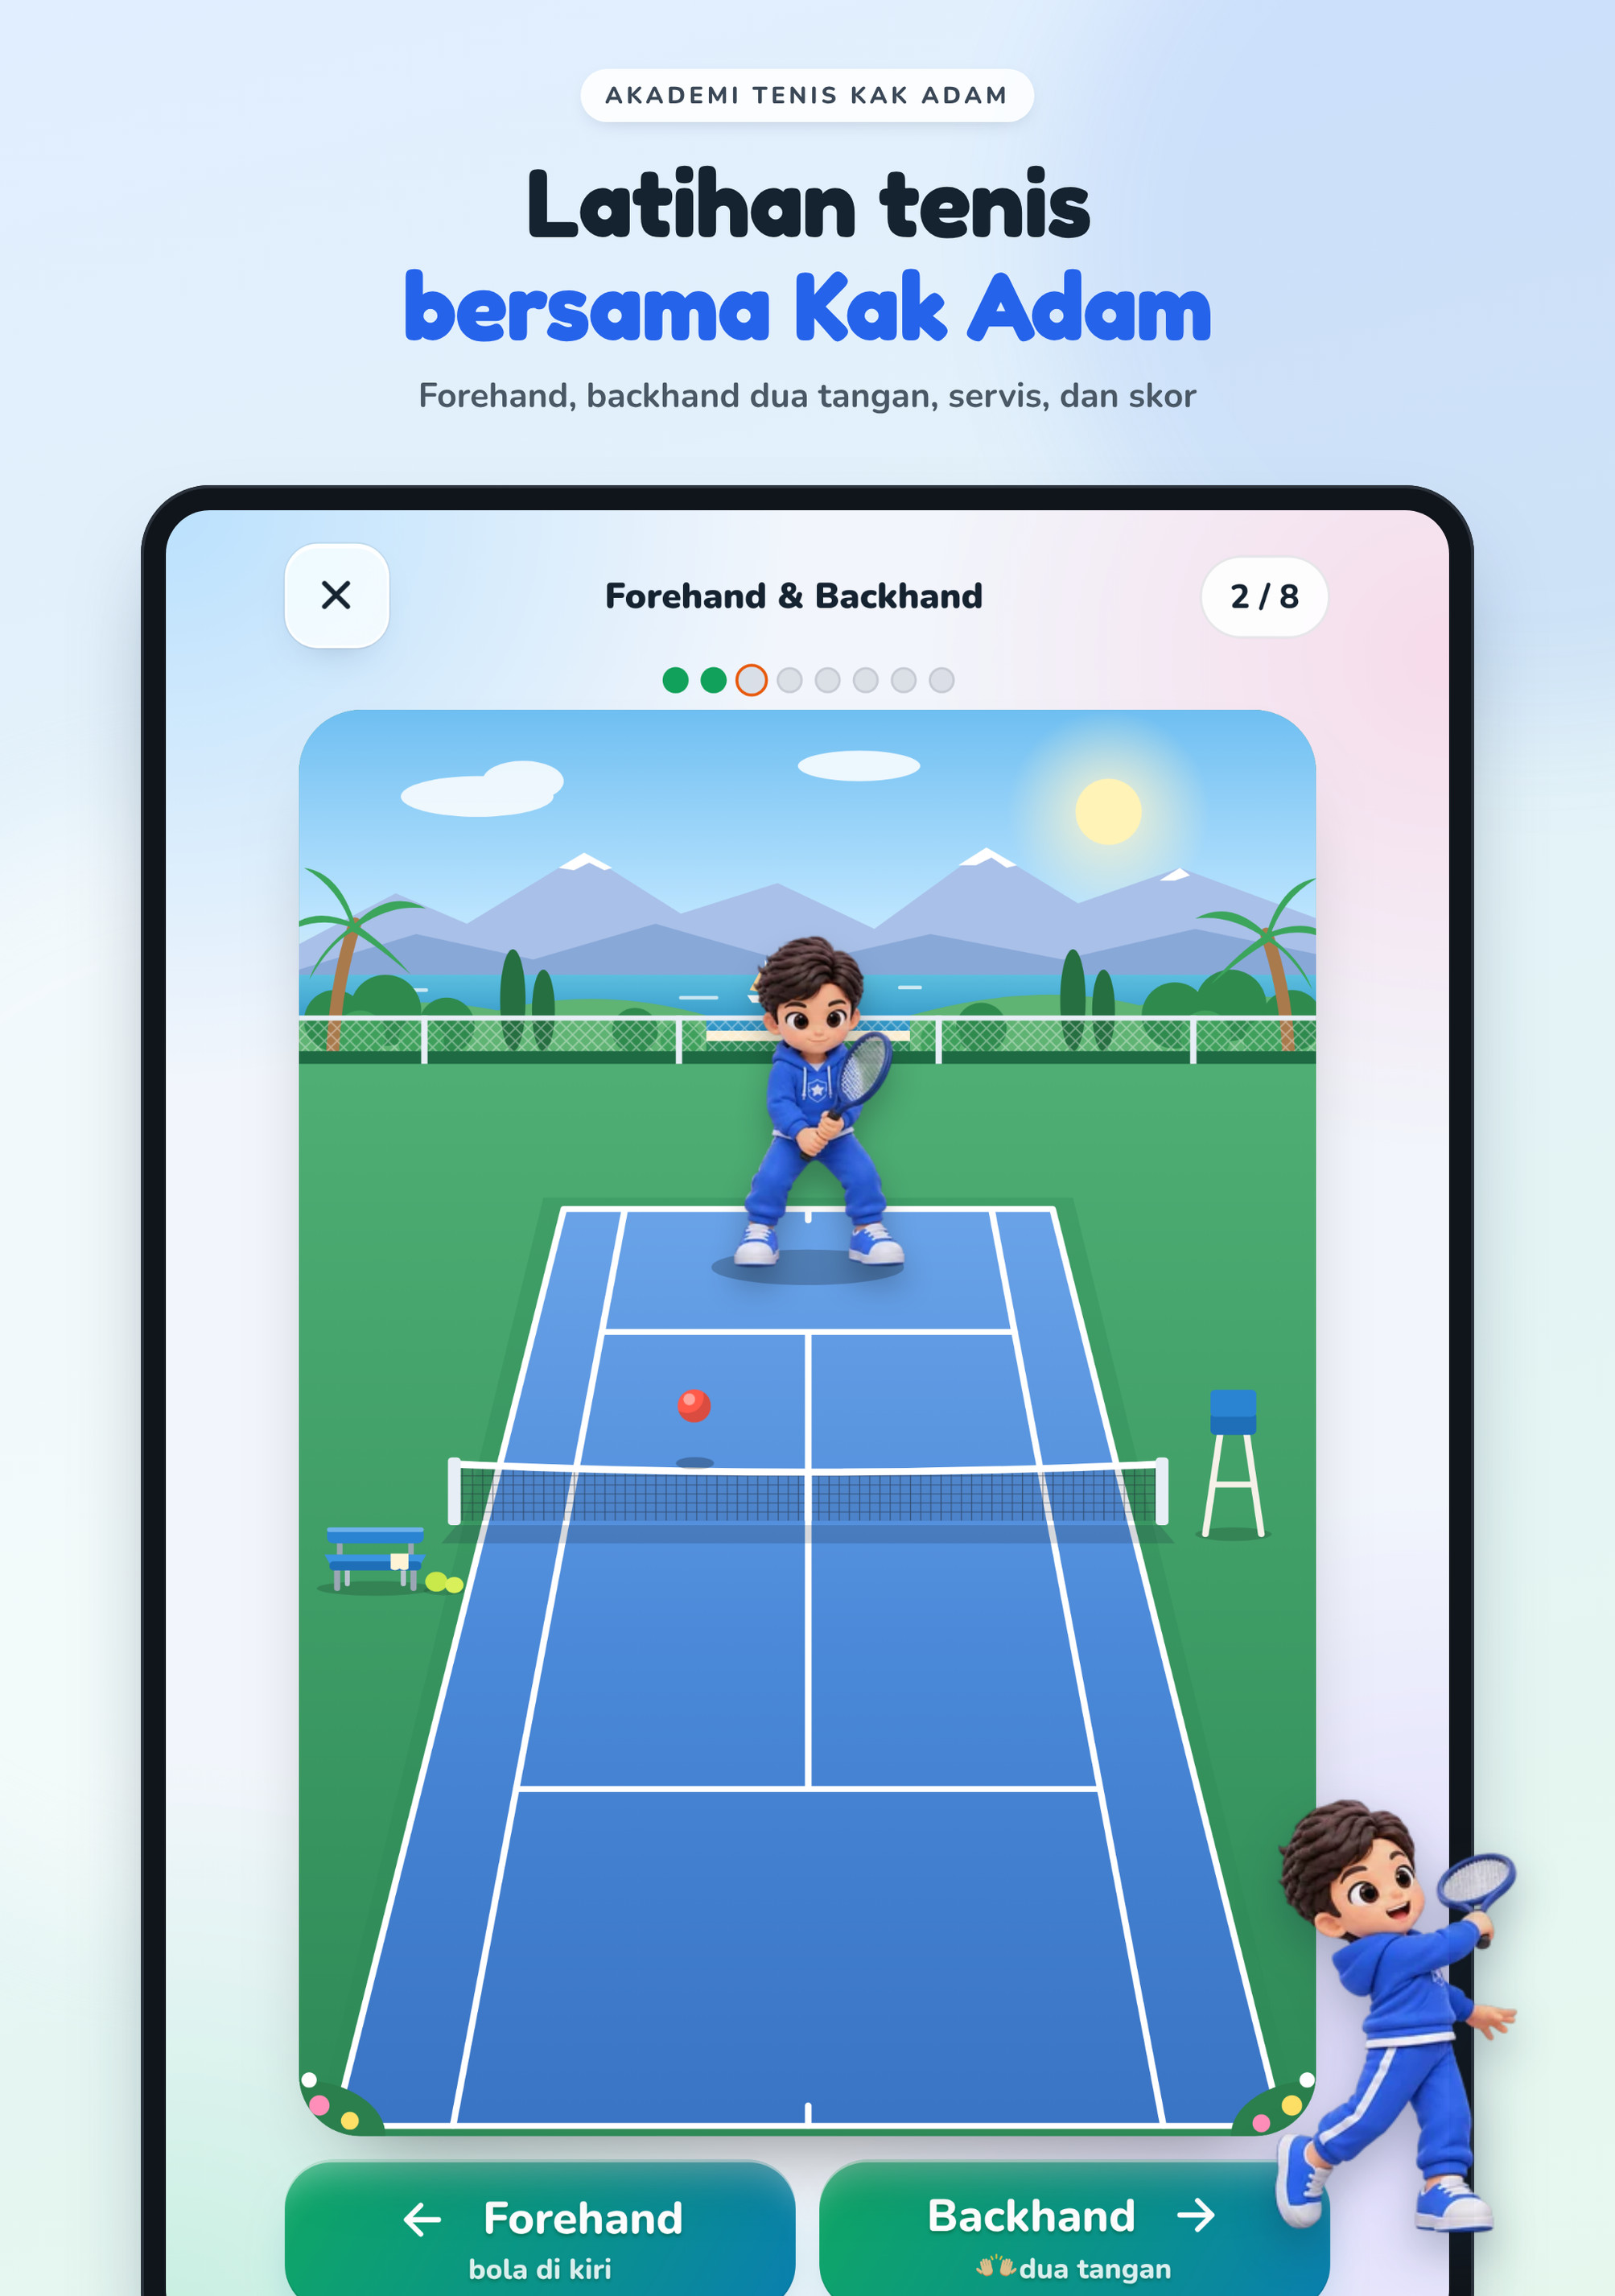 AKADEMI TENIS KAK ADAM
Latihan tenis
bersama Kak Adam
Forehand, backhand dua tangan, servis, dan skor
Forehand & Backhand
2 / 8
← Forehand
bola di kiri
Backhand →
🙌🏼dua tangan